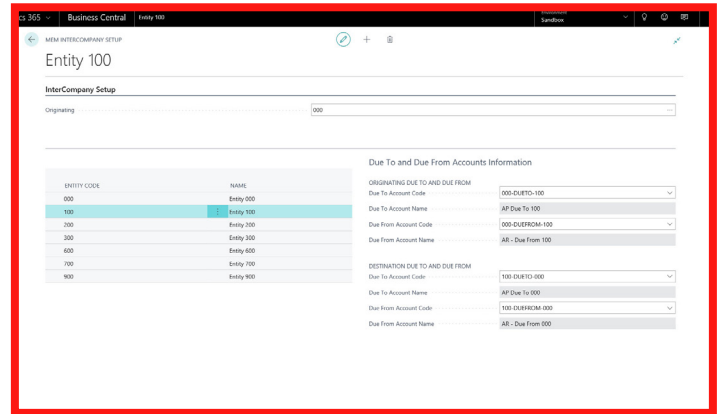 cs 365 Business Central Entity 100
Sandbox
MEM INTERCOMPANY SETUP
Entity 100
InterCompany Setup
Originating 000
Due To and Due From Accounts Information
ENTITY CODE NAME
000 Entity 000
100 Entity 100
200 Entity 200
300 Entity 300
600 Entity 600
700 Entity 700
900 Entity 900
ORIGINATING DUE TO AND DUE FROM
Due To Account Code 000-DUETO-100
Due To Account Name AP Due To 100
Due From Account Code 000-DUEFROM-100
Due From Account Name AR - Due From 100
DESTINATION DUE TO AND DUE FROM
Due To Account Code 100-DUETO-000
Due To Account Name AP Due To 000
Due From Account Code 100-DUEFROM-000
Due From Account Name AR - Due From 000